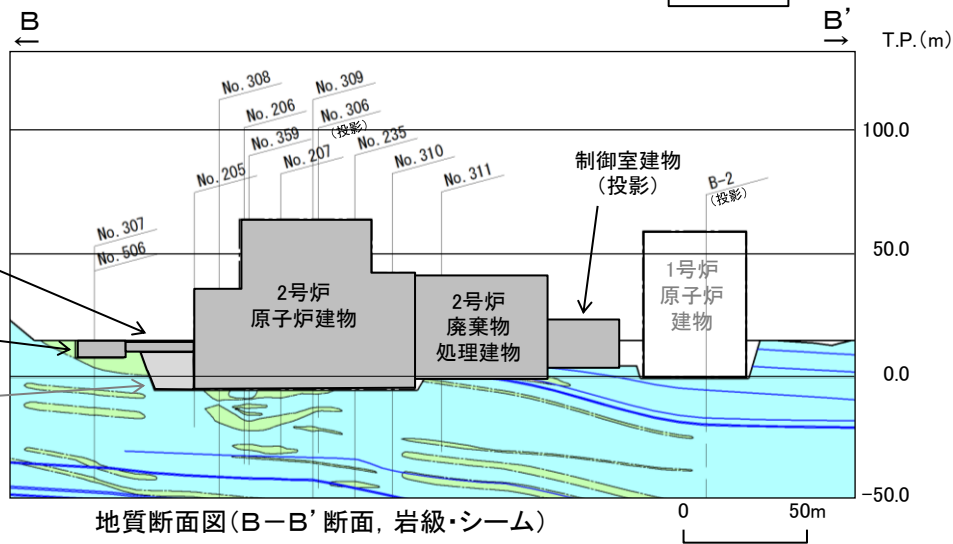 B
B’
T.P.(m)
No. 308
No. 309
No. 206
No. 306
(投影)
No. 359
No. 235
No. 205
No. 207
No. 310
No. 311
制御室建物
(投影)
B-2
(投影)
No. 307
No. 506
100.0
50.0
0.0
-50.0
2号炉
原子炉建物
2号炉
廃棄物
処理建物
1号炉
原子炉
建物
地質断面図(B-B’断面, 岩級・シーム)
0 50m